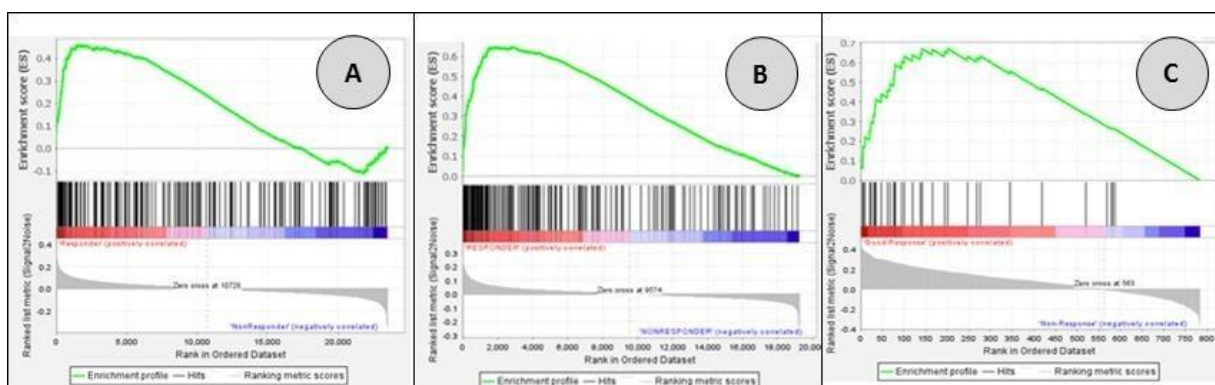 A
Enrichment score (ES)
0.4
0.3
0.2
0.1
0.0
-0.1
'Responder' (positively correlated)
Ranked list metric (Signal2Noise)
0.4
0.2
0.0
-0.2
Zero cross at 10728
'NonResponder' (negatively correlated)
0
5,000
10,000
15,000
20,000
Rank in Ordered Dataset
Enrichment profile
Hits
Ranking metric scores
B
Enrichment score (ES)
0.6
0.5
0.4
0.3
0.2
0.1
0.0
'RESPONDER' (positively correlated)
Ranked list metric (Signal2Noise)
0.3
0.2
0.1
0.0
-0.1
-0.2
-0.3
Zero cross at 9574
'NONRESPONDER' (negatively correlated)
0
2,000
4,000
6,000
8,000
10,000
12,000
14,000
16,000
18,000
20,000
Rank in Ordered Dataset
Enrichment profile
Hits
Ranking metric scores
C
Enrichment score (ES)
0.7
0.6
0.5
0.4
0.3
0.2
0.1
0.0
(positively correlated)
Ranked list metric (Signal2Noise)
0.4
0.2
0.0
-0.2
-0.4
Zero cross at 563
'Non-Response' (negatively correlated)
0
50
100
150
200
250
300
350
400
450
500
550
600
650
700
750
800
Rank in Ordered Dataset
Enrichment profile
Hits
Ranking metric scores